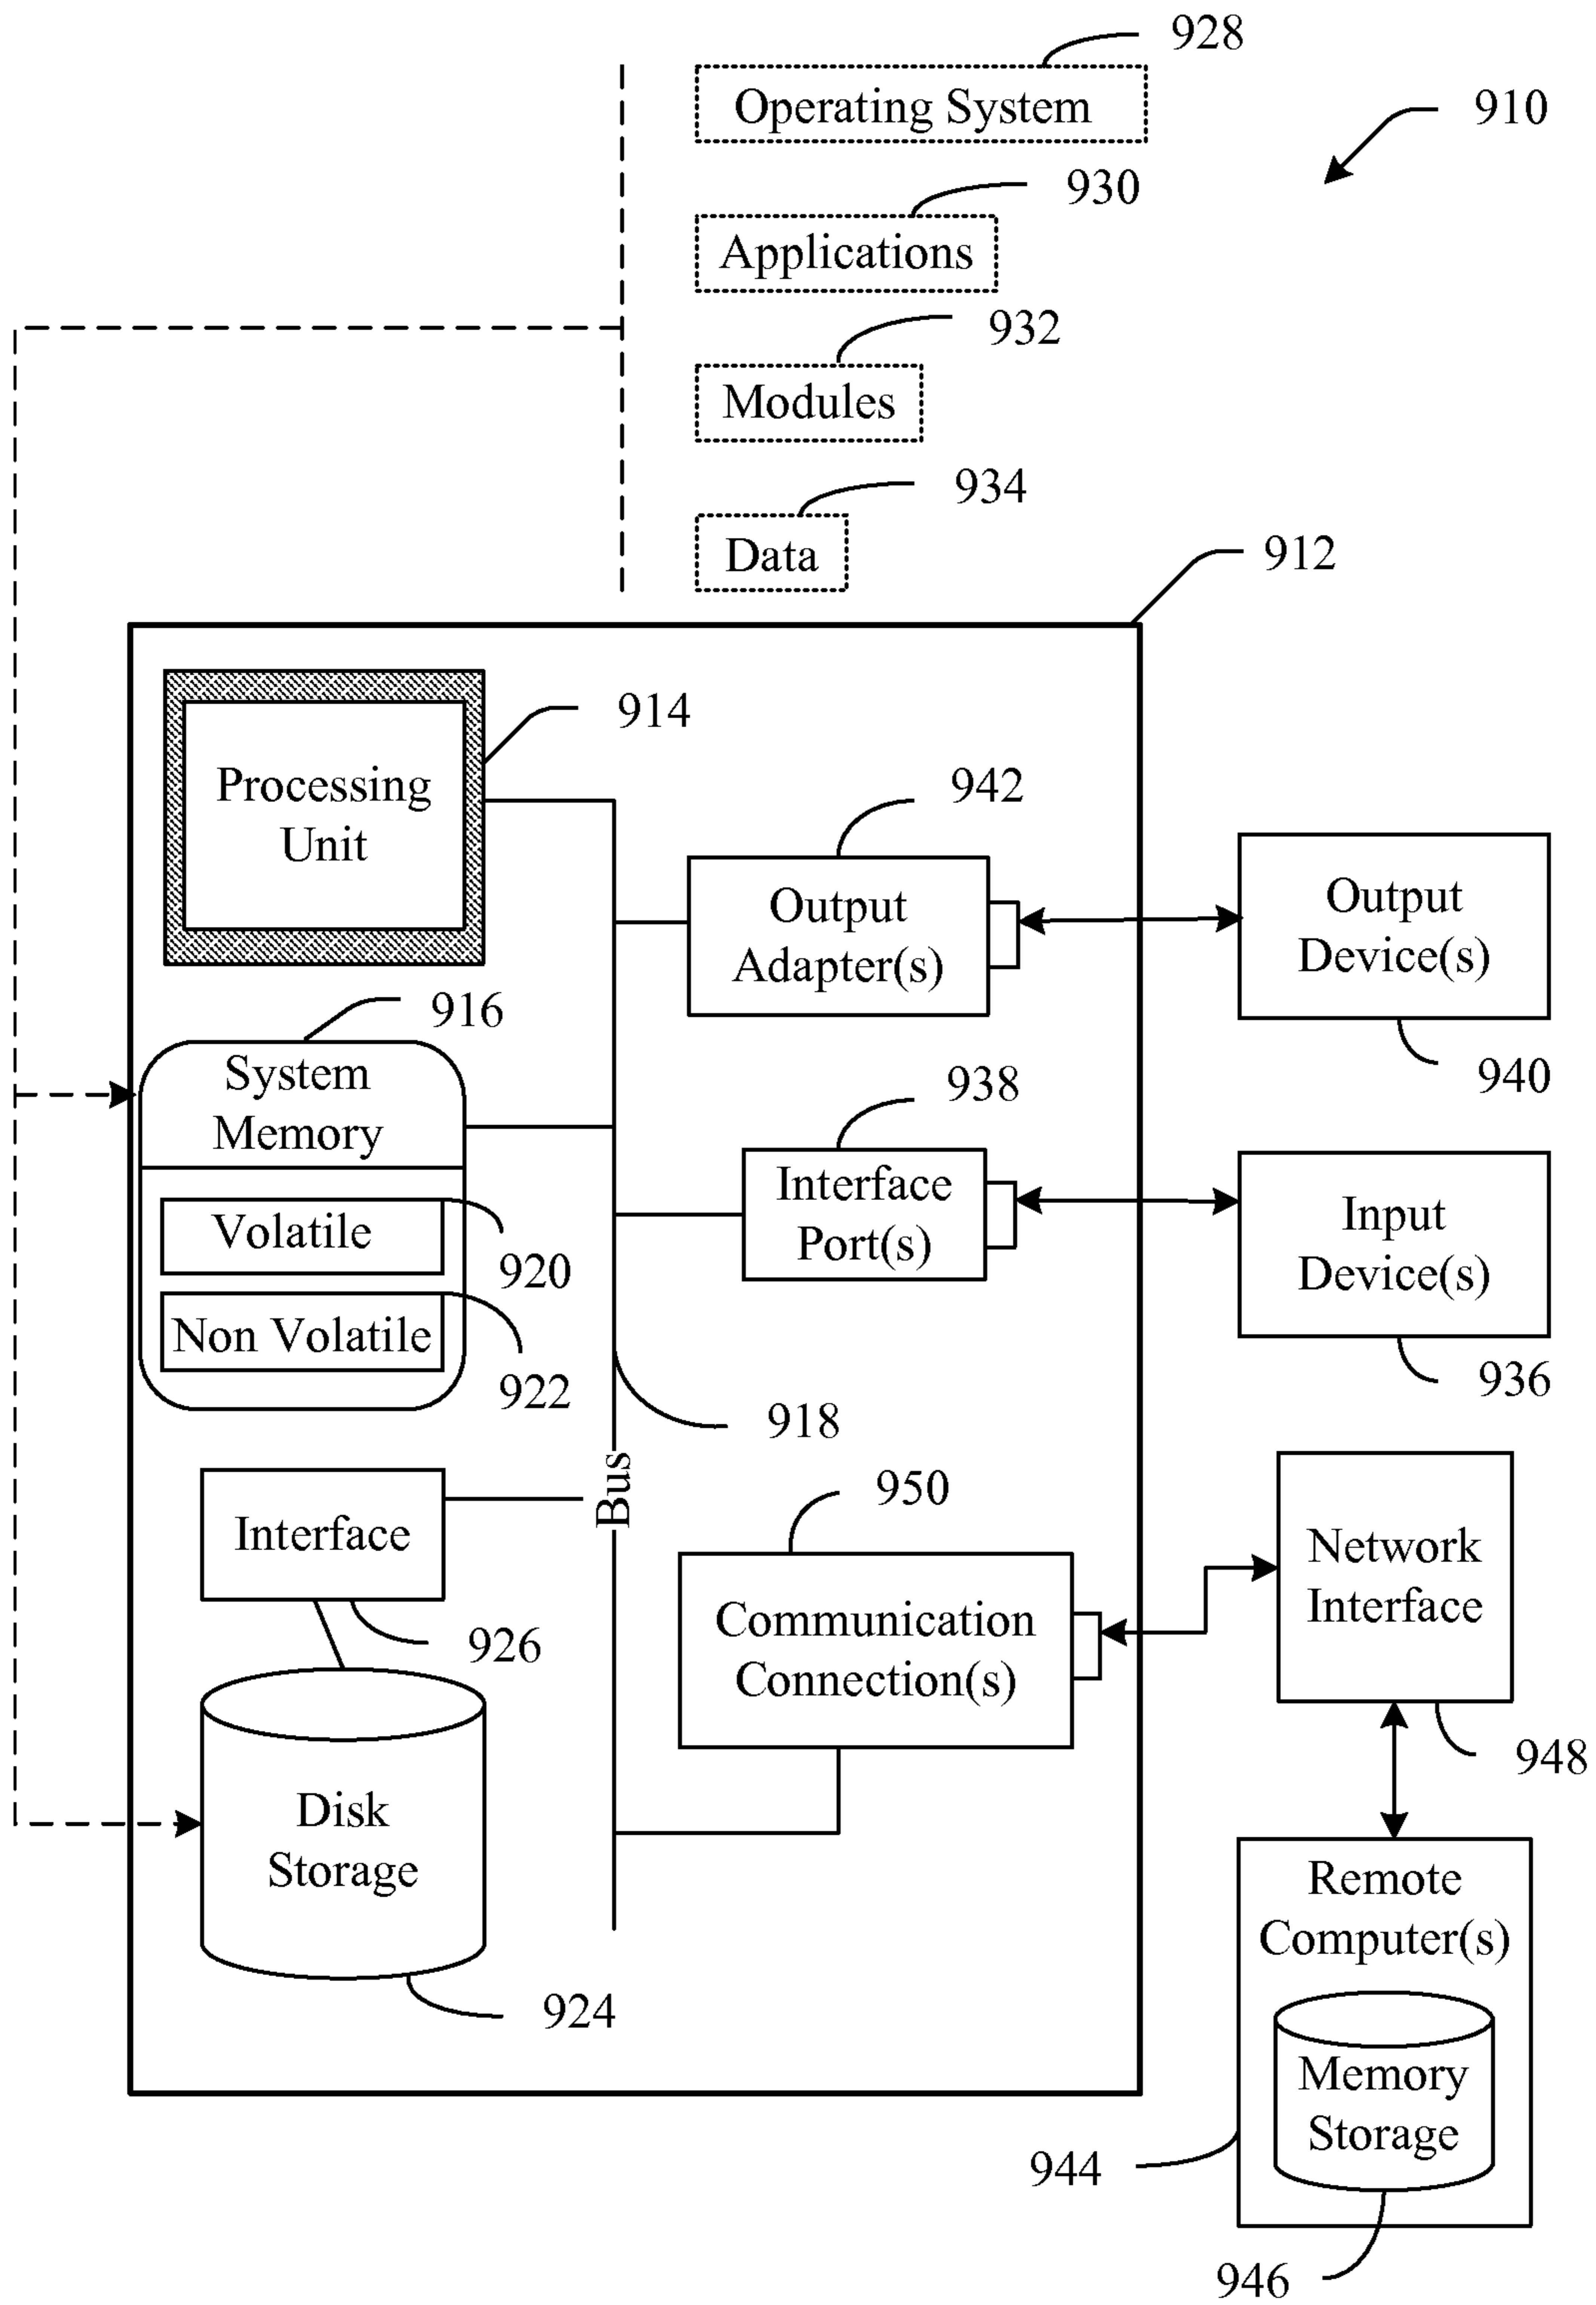 928
Operating System
910
930
Applications
932
Modules
934
Data
912
914
Processing
Unit
942
Output
Adapter(s)
Output
Device(s)
940
916
System
Memory
938
Interface
Port(s)
Input
Device(s)
936
Volatile
920
Non Volatile
922
918
Bus
Interface
926
950
Communication
Connection(s)
Network
Interface
948
Disk
Storage
924
Remote
Computer(s)
Memory
Storage
944
946